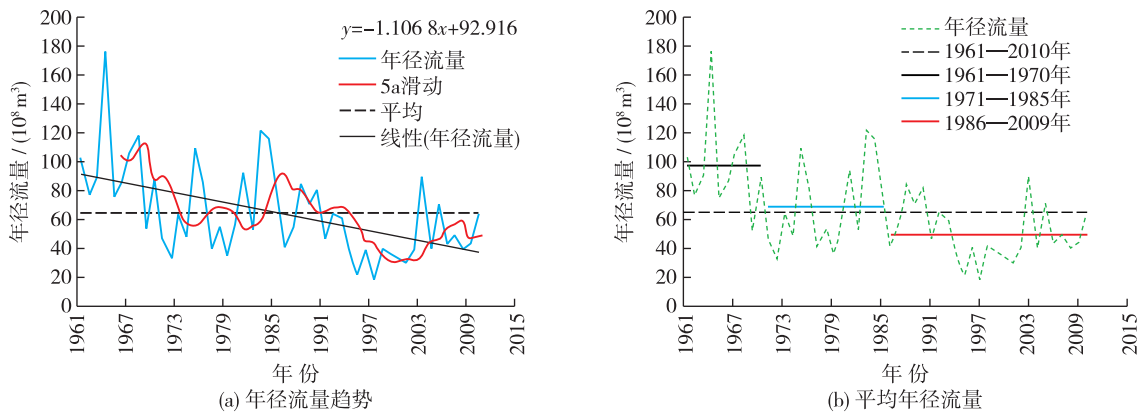 y=−1.106 8x+92.916
年径流量
5a滑动
平均
线性(年径流量)
年径流量 / (10⁸ m³)
200
180
160
140
120
100
80
60
40
20
0
1961
1967
1973
1979
1985
1991
1997
2003
2009
2015
年 份
(a) 年径流量趋势
年径流量
1961—2010年
1961—1970年
1971—1985年
1986—2009年
年径流量 / (10⁸ m³)
200
180
160
140
120
100
80
60
40
20
0
1961
1967
1973
1979
1985
1991
1997
2003
2009
2015
年 份
(b) 平均年径流量